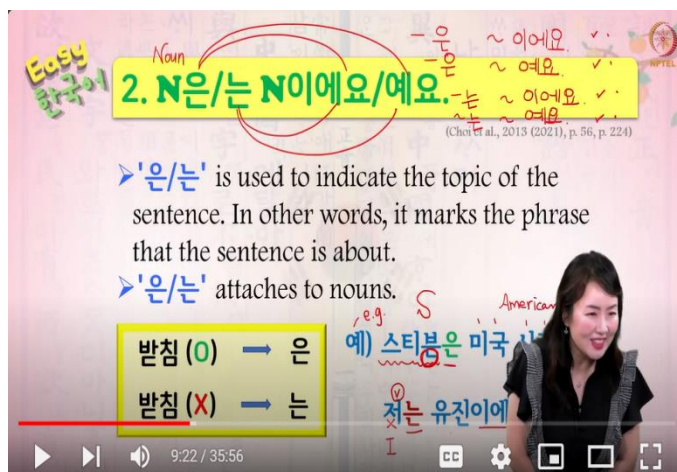 Easy
한국어
Noun
2. N은/는 N이에요/예요.
-은 ~ 이에요.
-은 ~ 예요.
-는 ~ 이에요.
~는 ~ 예요.
NPTEL
(Choi et al., 2013 (2021), p. 56, p. 224)
➢'은/는' is used to indicate the topic of the
sentence. In other words, it marks the phrase
that the sentence is about.
➢'은/는' attaches to nouns.
e.g. S American
받침 (O) → 은
예) 스티븐은 미국
받침 (X) → 는
저는 유진이에
I
9:22 / 35:56
CC